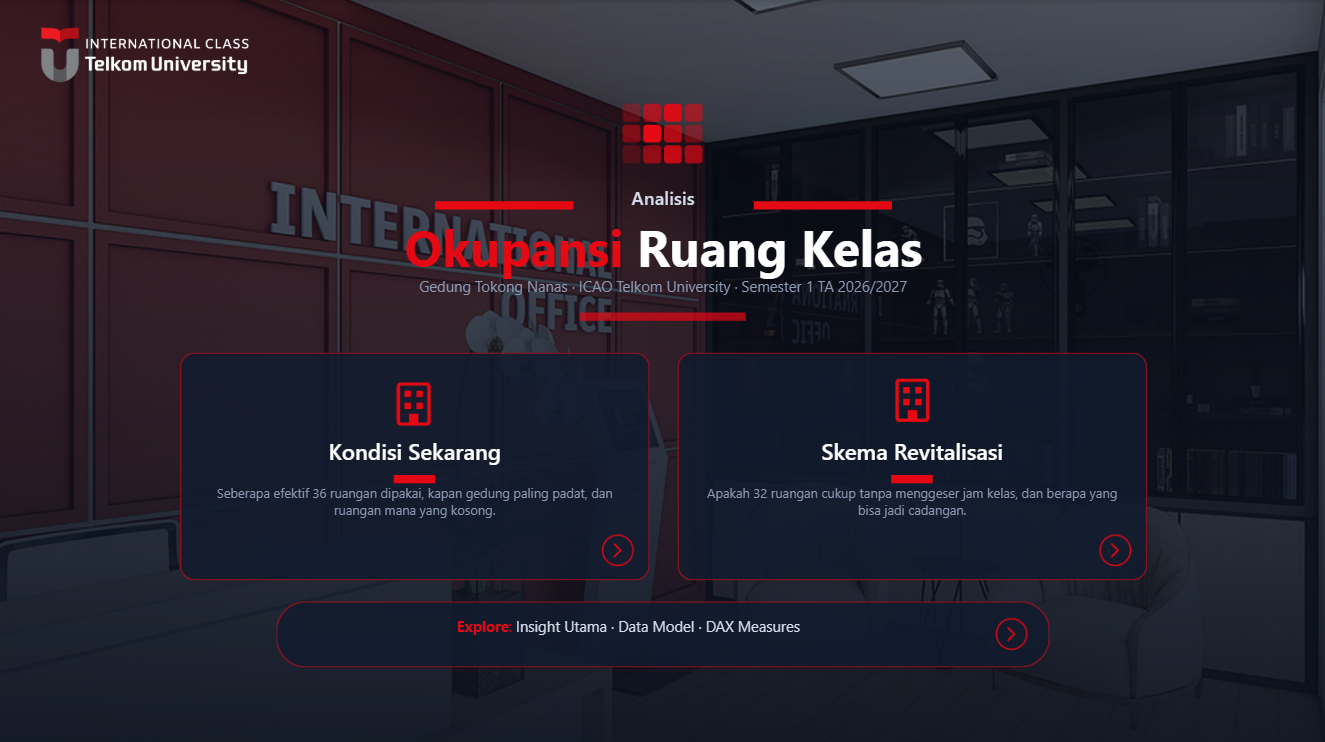 INTERNATIONAL CLASS
Telkom University
INTERNATIONAL
OFFICE
Analisis
Okupansi Ruang Kelas
Gedung Tokong Nanas · ICAO Telkom University · Semester 1 TA 2026/2027
Kondisi Sekarang
Seberapa efektif 36 ruangan dipakai, kapan gedung paling padat, dan
ruangan mana yang kosong.
Skema Revitalisasi
Apakah 32 ruangan cukup tanpa menggeser jam kelas, dan berapa yang
bisa jadi cadangan.
Explore: Insight Utama · Data Model · DAX Measures